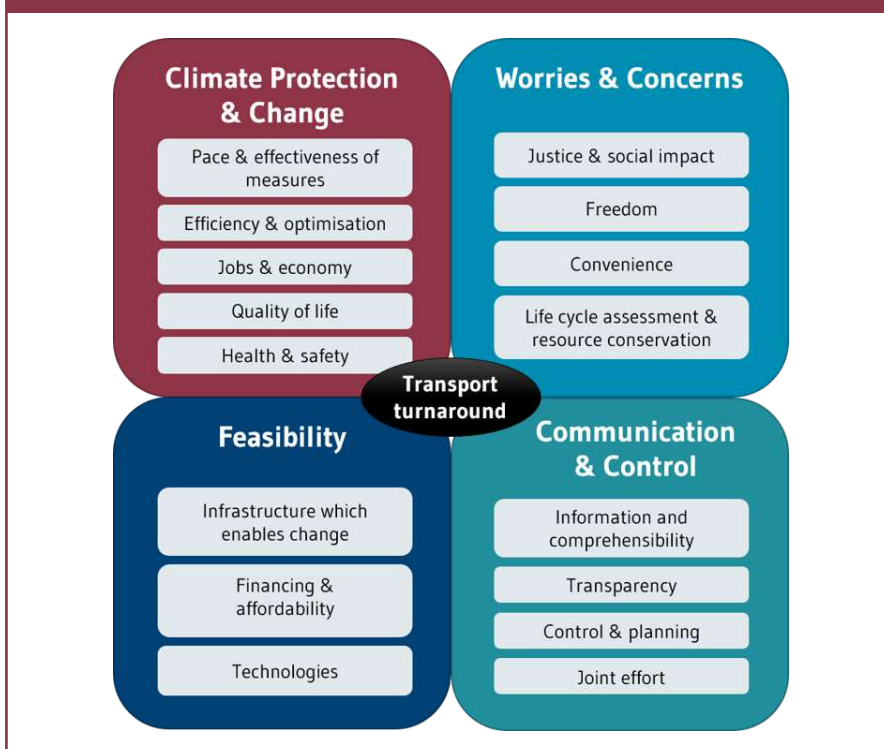 Climate Protection
& Change
Pace & effectiveness of
measures
Efficiency & optimisation
Jobs & economy
Quality of life
Health & safety
Worries & Concerns
Justice & social impact
Freedom
Convenience
Life cycle assessment &
resource conservation
Transport
turnaround
Feasibility
Infrastructure which
enables change
Financing &
affordability
Technologies
Communication
& Control
Information and
comprehensibility
Transparency
Control & planning
Joint effort